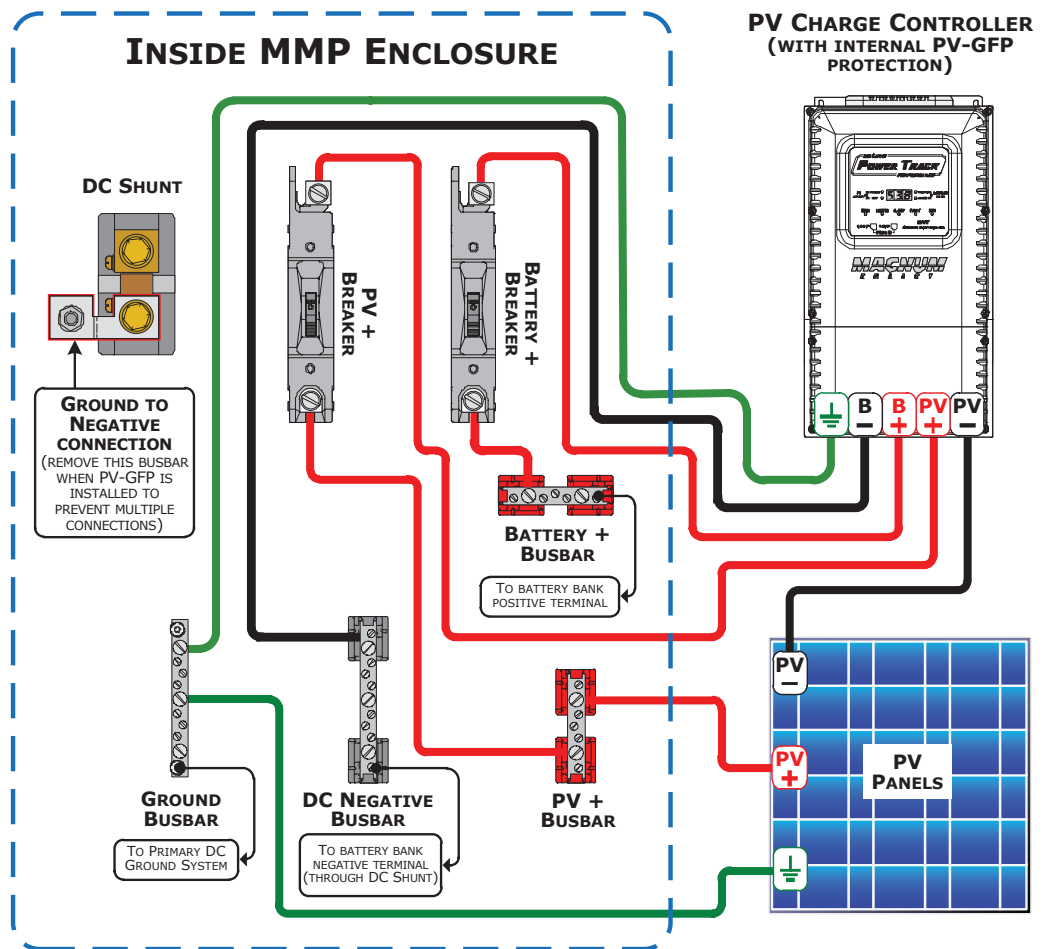 INSIDE MMP ENCLOSURE
PV CHARGE CONTROLLER
(WITH INTERNAL PV-GFP
PROTECTION)
DC SHUNT
GROUND TO
NEGATIVE
CONNECTION
(REMOVE THIS BUSBAR
WHEN PV-GFP IS
INSTALLED TO
PREVENT MULTIPLE
CONNECTIONS)
PV +
BREAKER
BATTERY +
BREAKER
POWER TRACK
MAGNUM
ENERGY
B
−
B
+
PV
+
PV
−
BATTERY +
BUSBAR
TO BATTERY BANK
POSITIVE TERMINAL
GROUND
BUSBAR
TO PRIMARY DC
GROUND SYSTEM
DC NEGATIVE
BUSBAR
TO BATTERY BANK
NEGATIVE TERMINAL
(THROUGH DC SHUNT)
PV +
BUSBAR
PV
−
PV
+
PV
PANELS